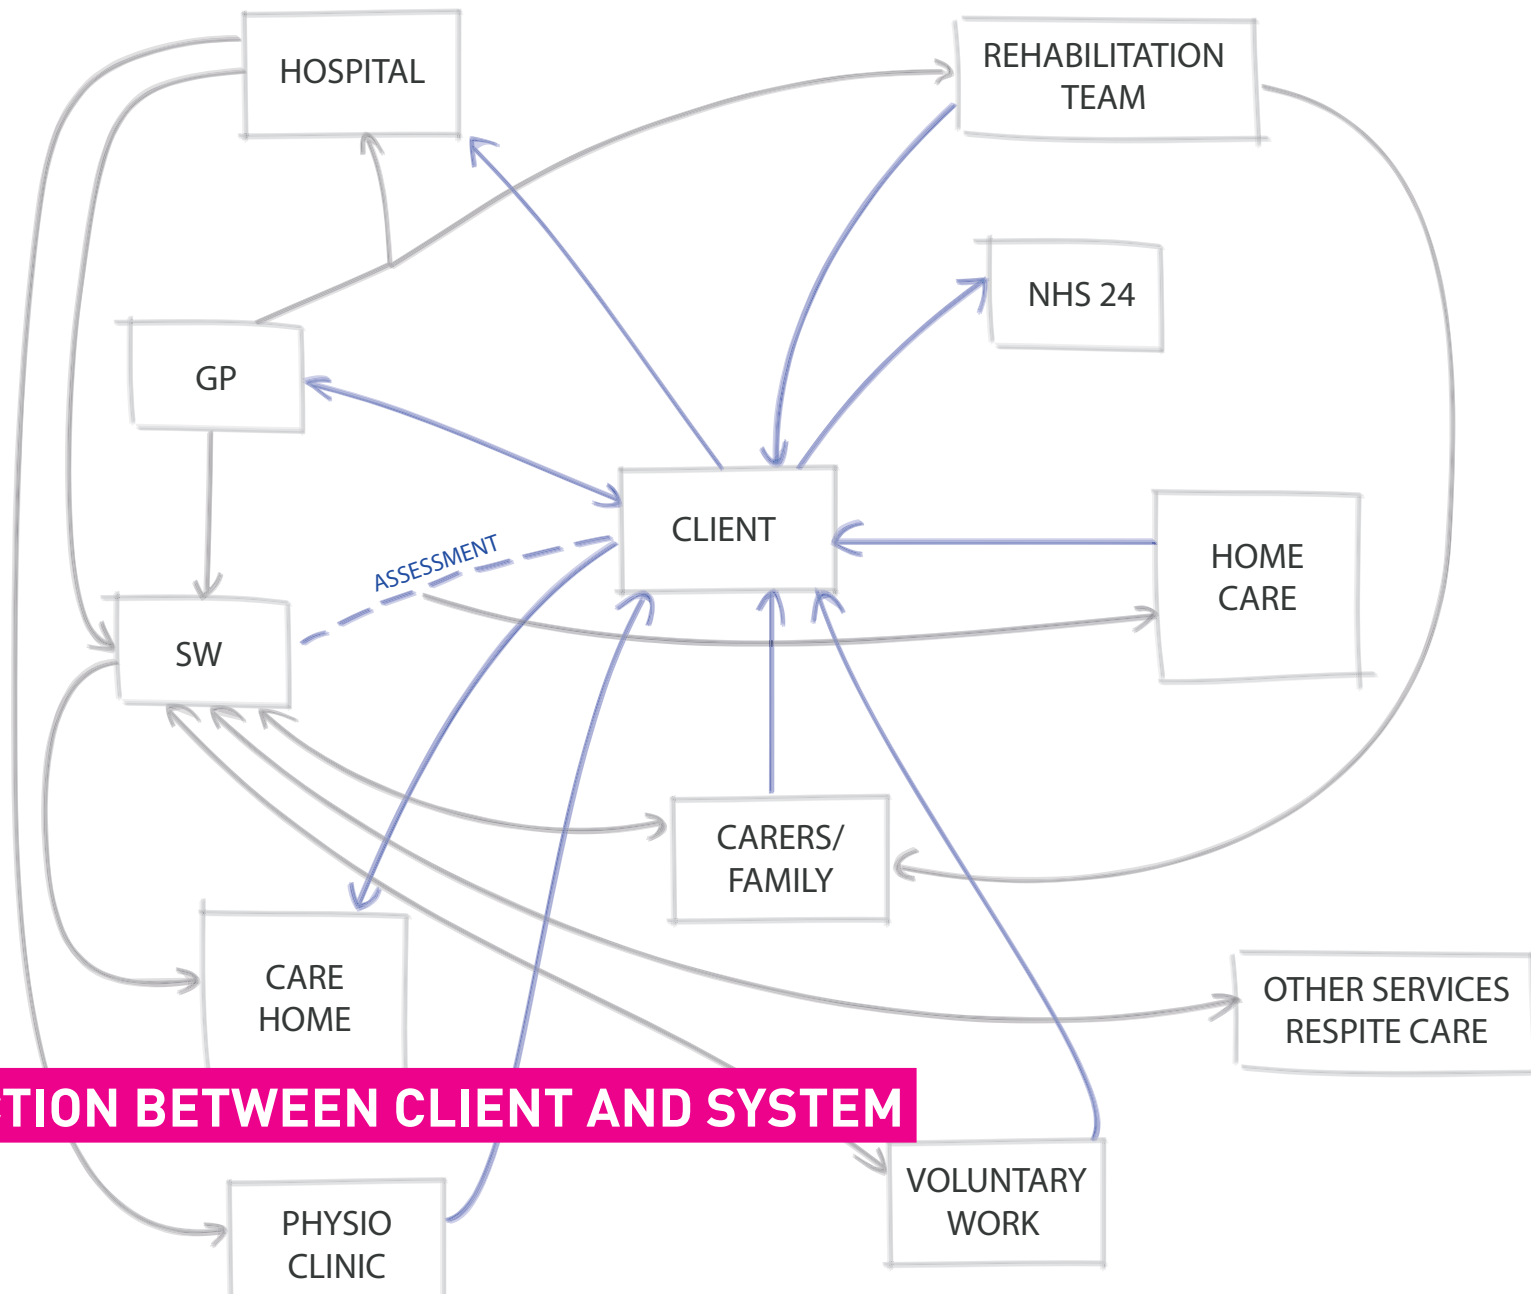 HOSPITAL
REHABILITATION
TEAM
NHS 24
GP
CLIENT
ASSESSMENT
HOME
CARE
SW
CARERS/
FAMILY
CARE
HOME
OTHER SERVICES
RESPITE CARE
BETWEEN CLIENT AND SYSTEM
VOLUNTARY
WORK
PHYSIO
CLINIC